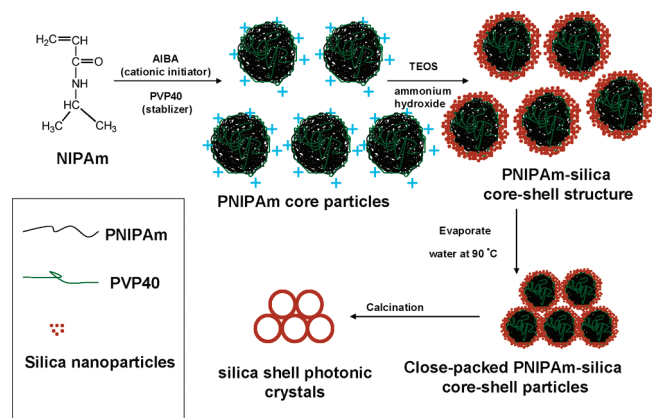 H₂C=CH
C=O
NH
HC
H₃C CH₃
NIPAm
AIBA
(cationic initiator)
PVP40
(stablizer)
PNIPAm core particles
TEOS
ammonium
hydroxide
PNIPAm-silica
core-shell structure
Evaporate
water at 90 °C
Close-packed PNIPAm-silica
core-shell particles
Calcination
silica shell photonic
crystals
PNIPAm
PVP40
Silica nanoparticles